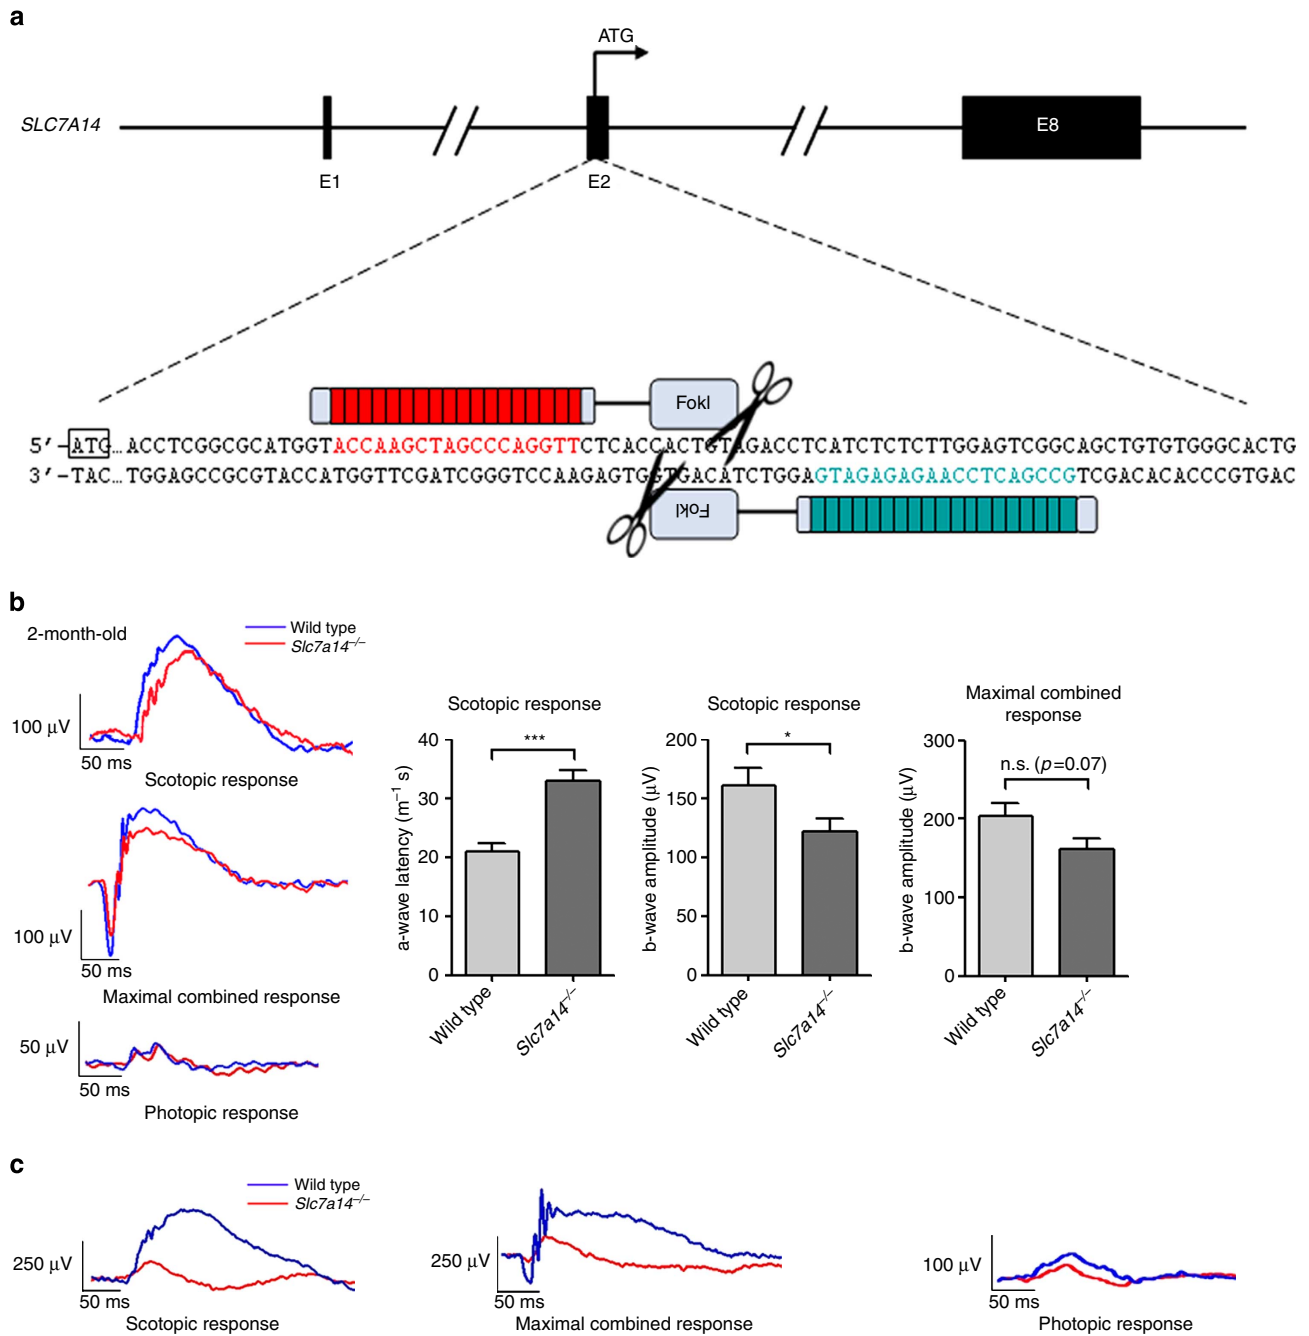 a
ATG
SLC7A14
E8
E1
E2
FokI
5′-ATG...ACCTCGGCGCATGGTACCAAGCTAGCCCAGGTTCTCACCACTGTAGACCTCATCTCTCTTGGAGTCGGCAGCTGTGTGGGCACTG
3′-TAC...TGGAGCCGCGTACCATGGTTCGATCGGGTCCAAGAGTGGTGACATCTGGAGTAGAGAGAACCTCAGCCGTCGACACACCCGTGAC
FokI
b
2-month-old
Wild type
Slc7a14−/−
100 μV
50 ms
Scotopic response
100 μV
50 ms
Maximal combined response
50 μV
50 ms
Photopic response
Scotopic response
***
a-wave latency (m⁻¹ s)
40
30
20
10
0
Wild type
Slc7a14−/−
Scotopic response
*
b-wave amplitude (μV)
200
150
100
50
0
Wild type
Slc7a14−/−
Maximal combined
response
n.s. (p=0.07)
b-wave amplitude (μV)
300
200
100
0
Wild type
Slc7a14−/−
c
Wild type
Slc7a14−/−
250 μV
50 ms
Scotopic response
250 μV
50 ms
Maximal combined response
100 μV
50 ms
Photopic response